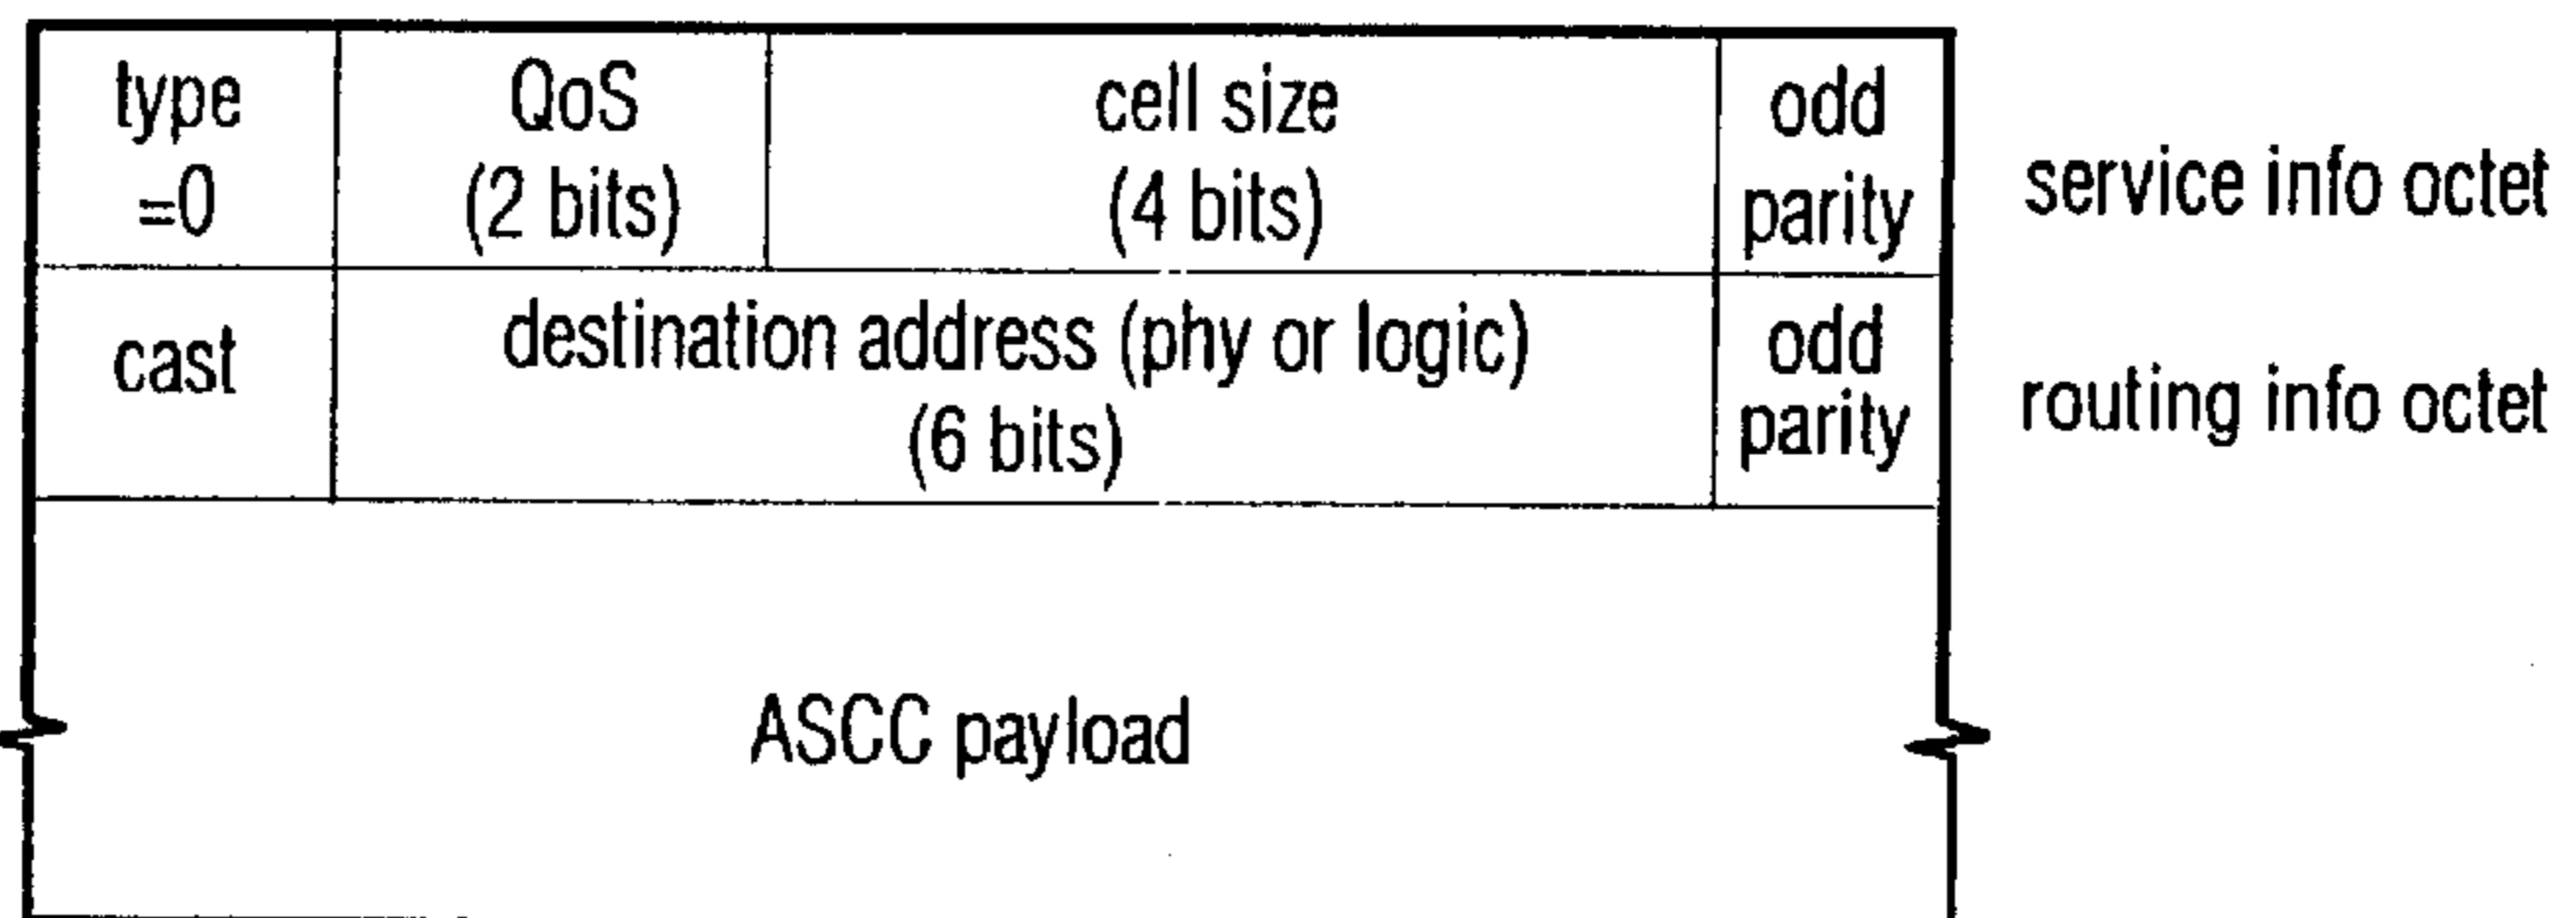 type
=0
QoS
(2 bits)
cell size
(4 bits)
odd
parity
service info octet
cast
destination address (phy or logic)
(6 bits)
odd
parity
routing info octet
ASCC payload